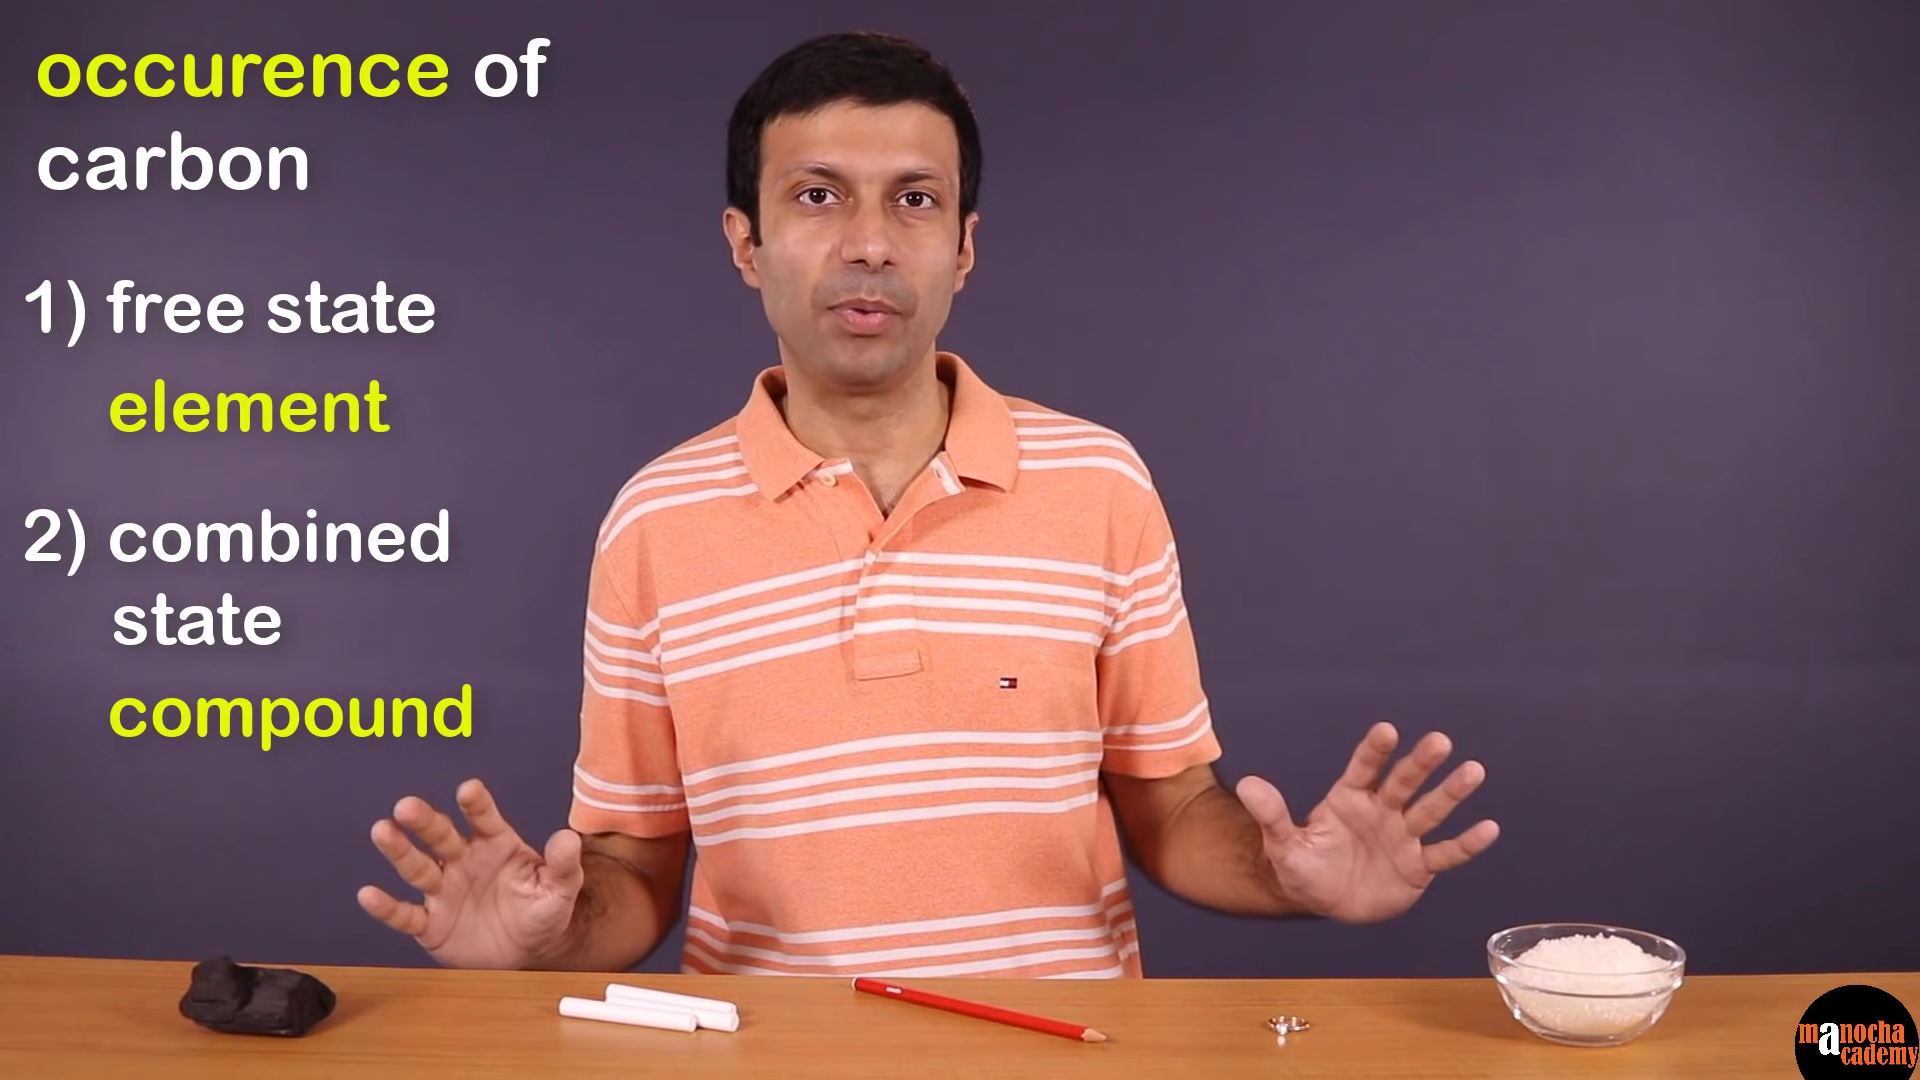 occurence of
carbon
1) free state
element
2) combined
state
compound
manocha
academy